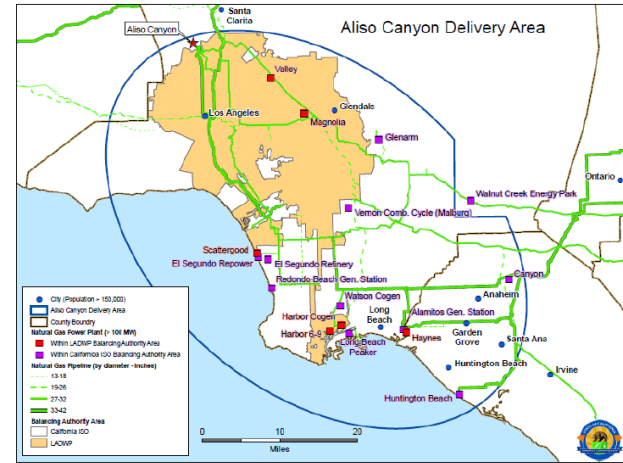 Aliso Canyon Delivery Area
Santa
Clarita
Aliso Canyon
Valley
Glendale
Los Angeles
Magnolia
Glenarm
Ontario
Walnut Creek Energy Park
Vernon Comb. Cycle (Malburg)
Scattergood
El Segundo Repower
El Segundo Refinery
Redondo Beach Gen. Station
Canyon
Anaheim
Watson Cogen
Harbor Cogen
Long
Beach
Alamitos Gen. Station
Harbor 6-9
Haynes
Garden
Grove
Santa Ana
Long Beach
Peaker
Huntington Beach
Irvine
Huntington Beach
City (Population > 150,000)
Aliso Canyon Delivery Area
County Boundry
Natural Gas Power Plant (> 100 MW)
Within LADWP Balancing Authority Area
Within California ISO Balancing Authority Area
Natural Gas Pipeline (by diameter - inches)
13-18
19-26
27-32
33-42
Balancing Authority Area
California ISO
LADWP
0 10 20
Miles